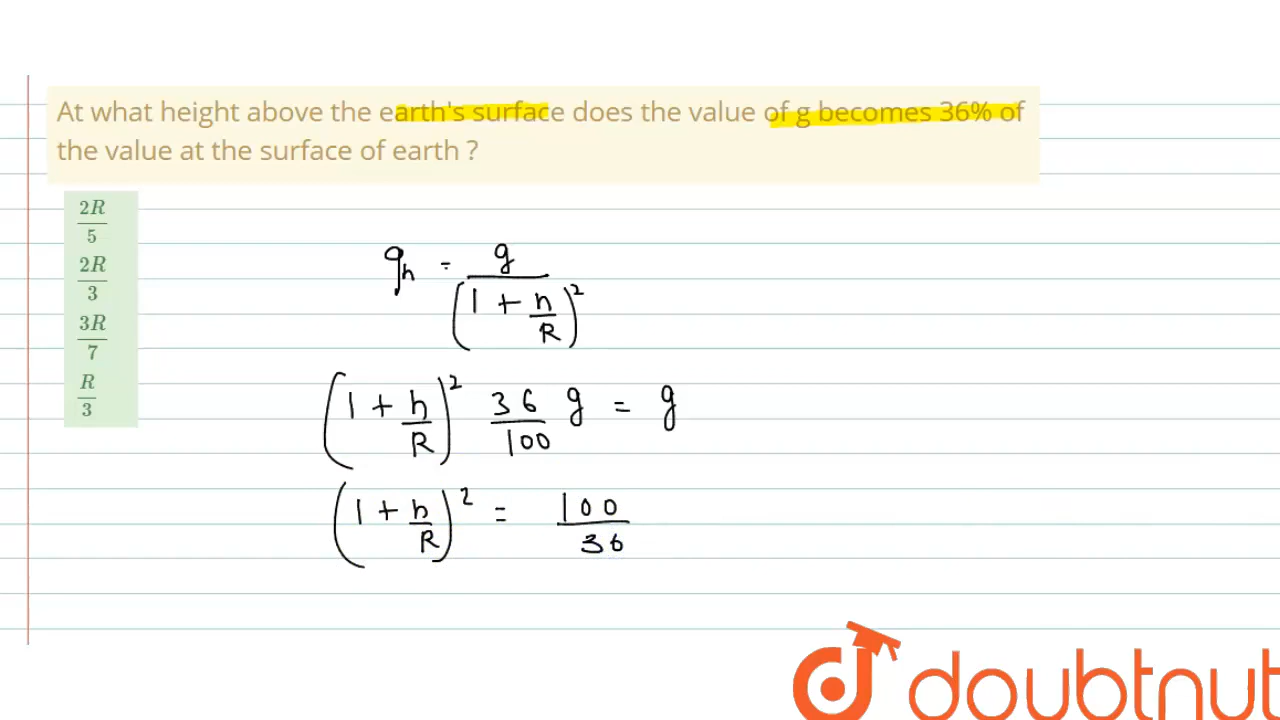 At what height above the earth's surface does the value of g becomes 36% of
the value at the surface of earth ?
2R/5
2R/3
3R/7
R/3
g_h = g/(1 + h/R)^2
(1 + h/R)^2 36/100 g = g
(1 + h/R)^2 = 100/36
doubtnut